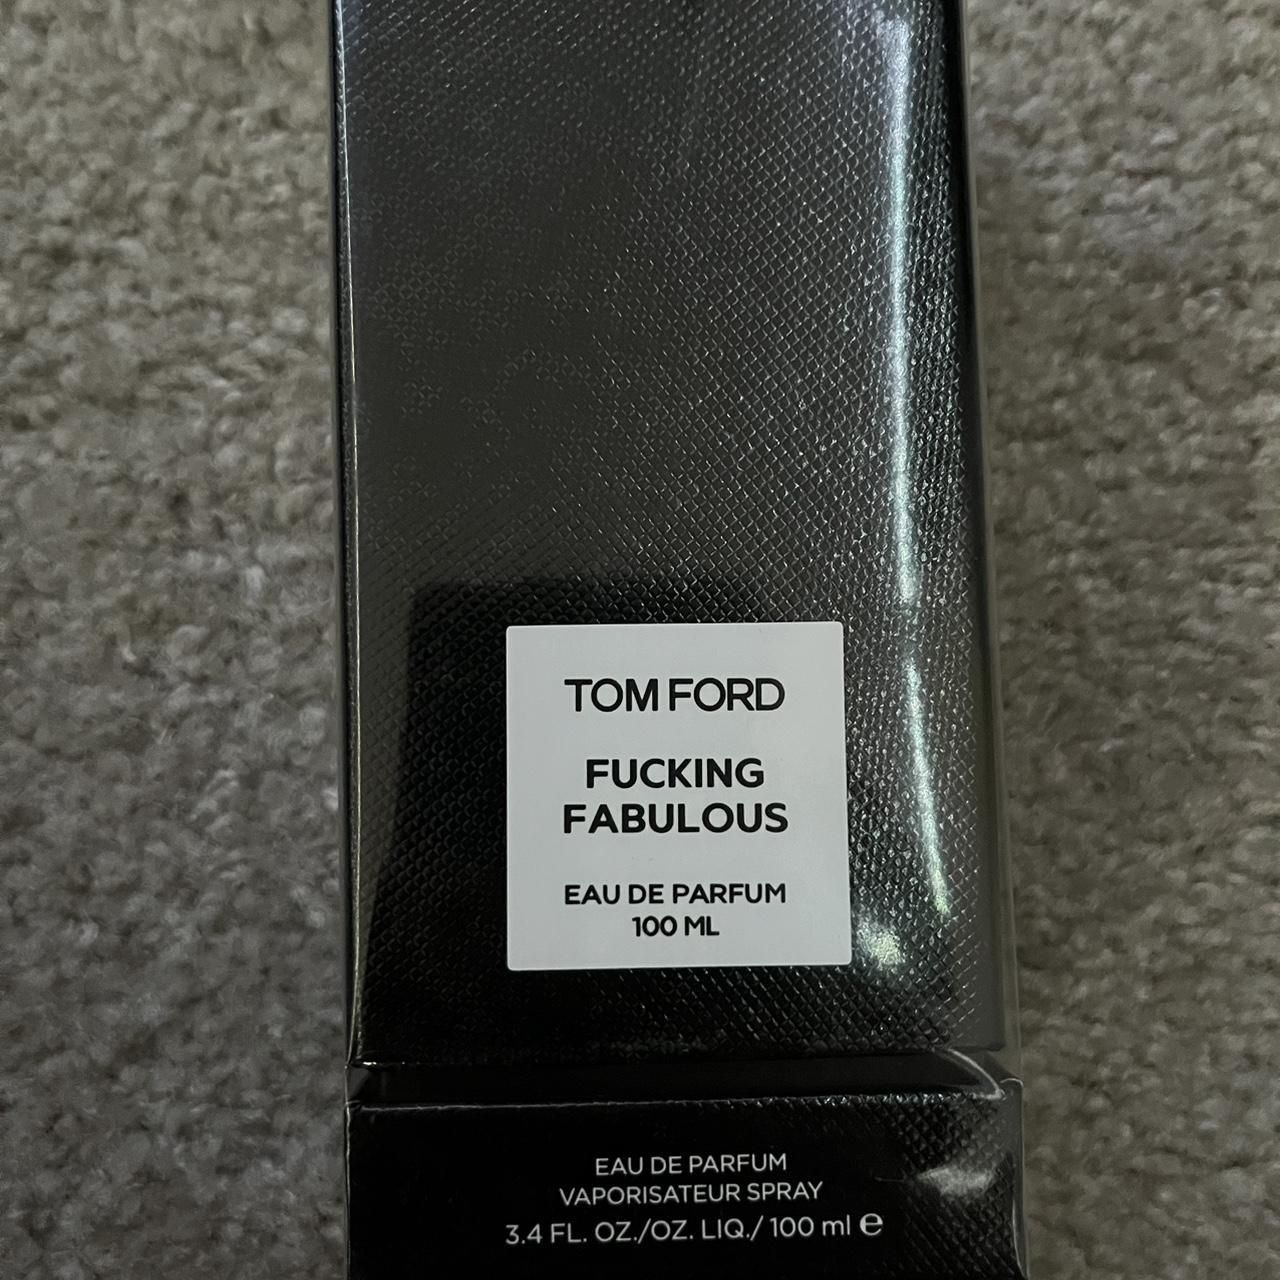 TOM FORD
FUCKING
FABULOUS
EAU DE PARFUM
100 ML
EAU DE PARFUM
VAPORISATEUR SPRAY
3.4 FL. OZ./OZ. LIQ./ 100 ml ℮